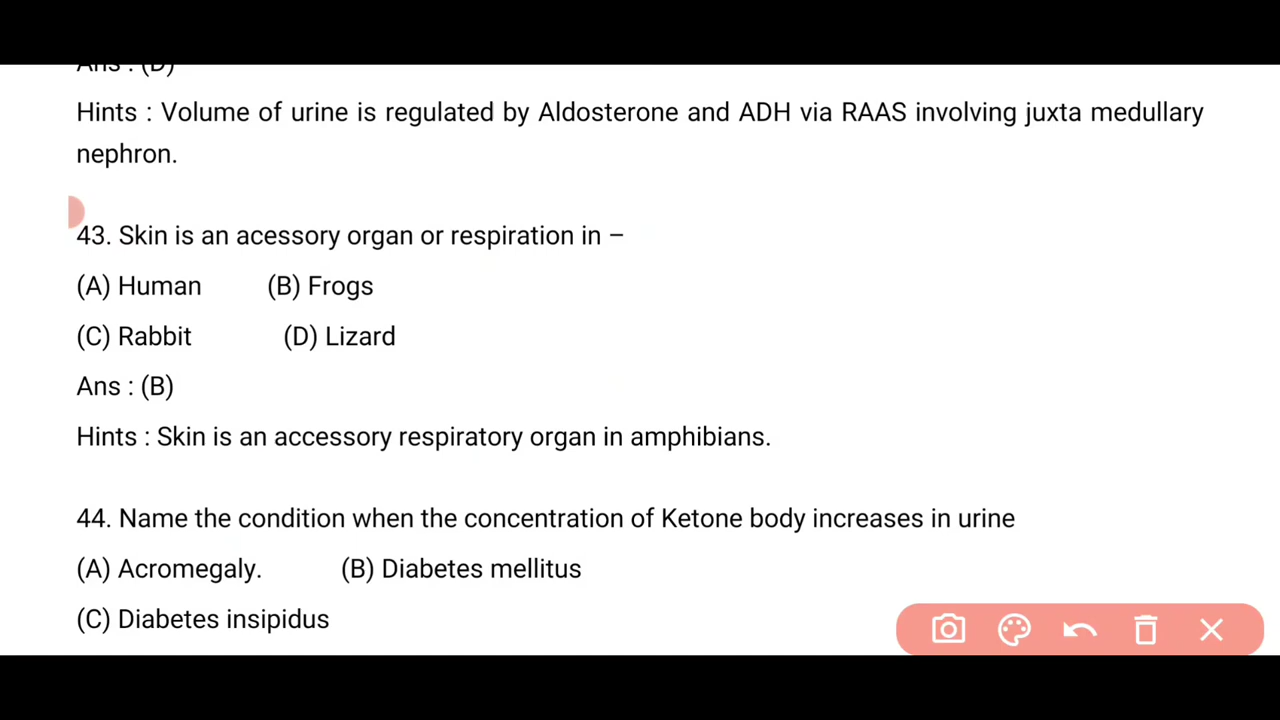 Ans : (D)
Hints : Volume of urine is regulated by Aldosterone and ADH via RAAS involving juxta medullary
nephron.
43. Skin is an acessory organ or respiration in –
(A) Human (B) Frogs
(C) Rabbit (D) Lizard
Ans : (B)
Hints : Skin is an accessory respiratory organ in amphibians.
44. Name the condition when the concentration of Ketone body increases in urine
(A) Acromegaly. (B) Diabetes mellitus
(C) Diabetes insipidus